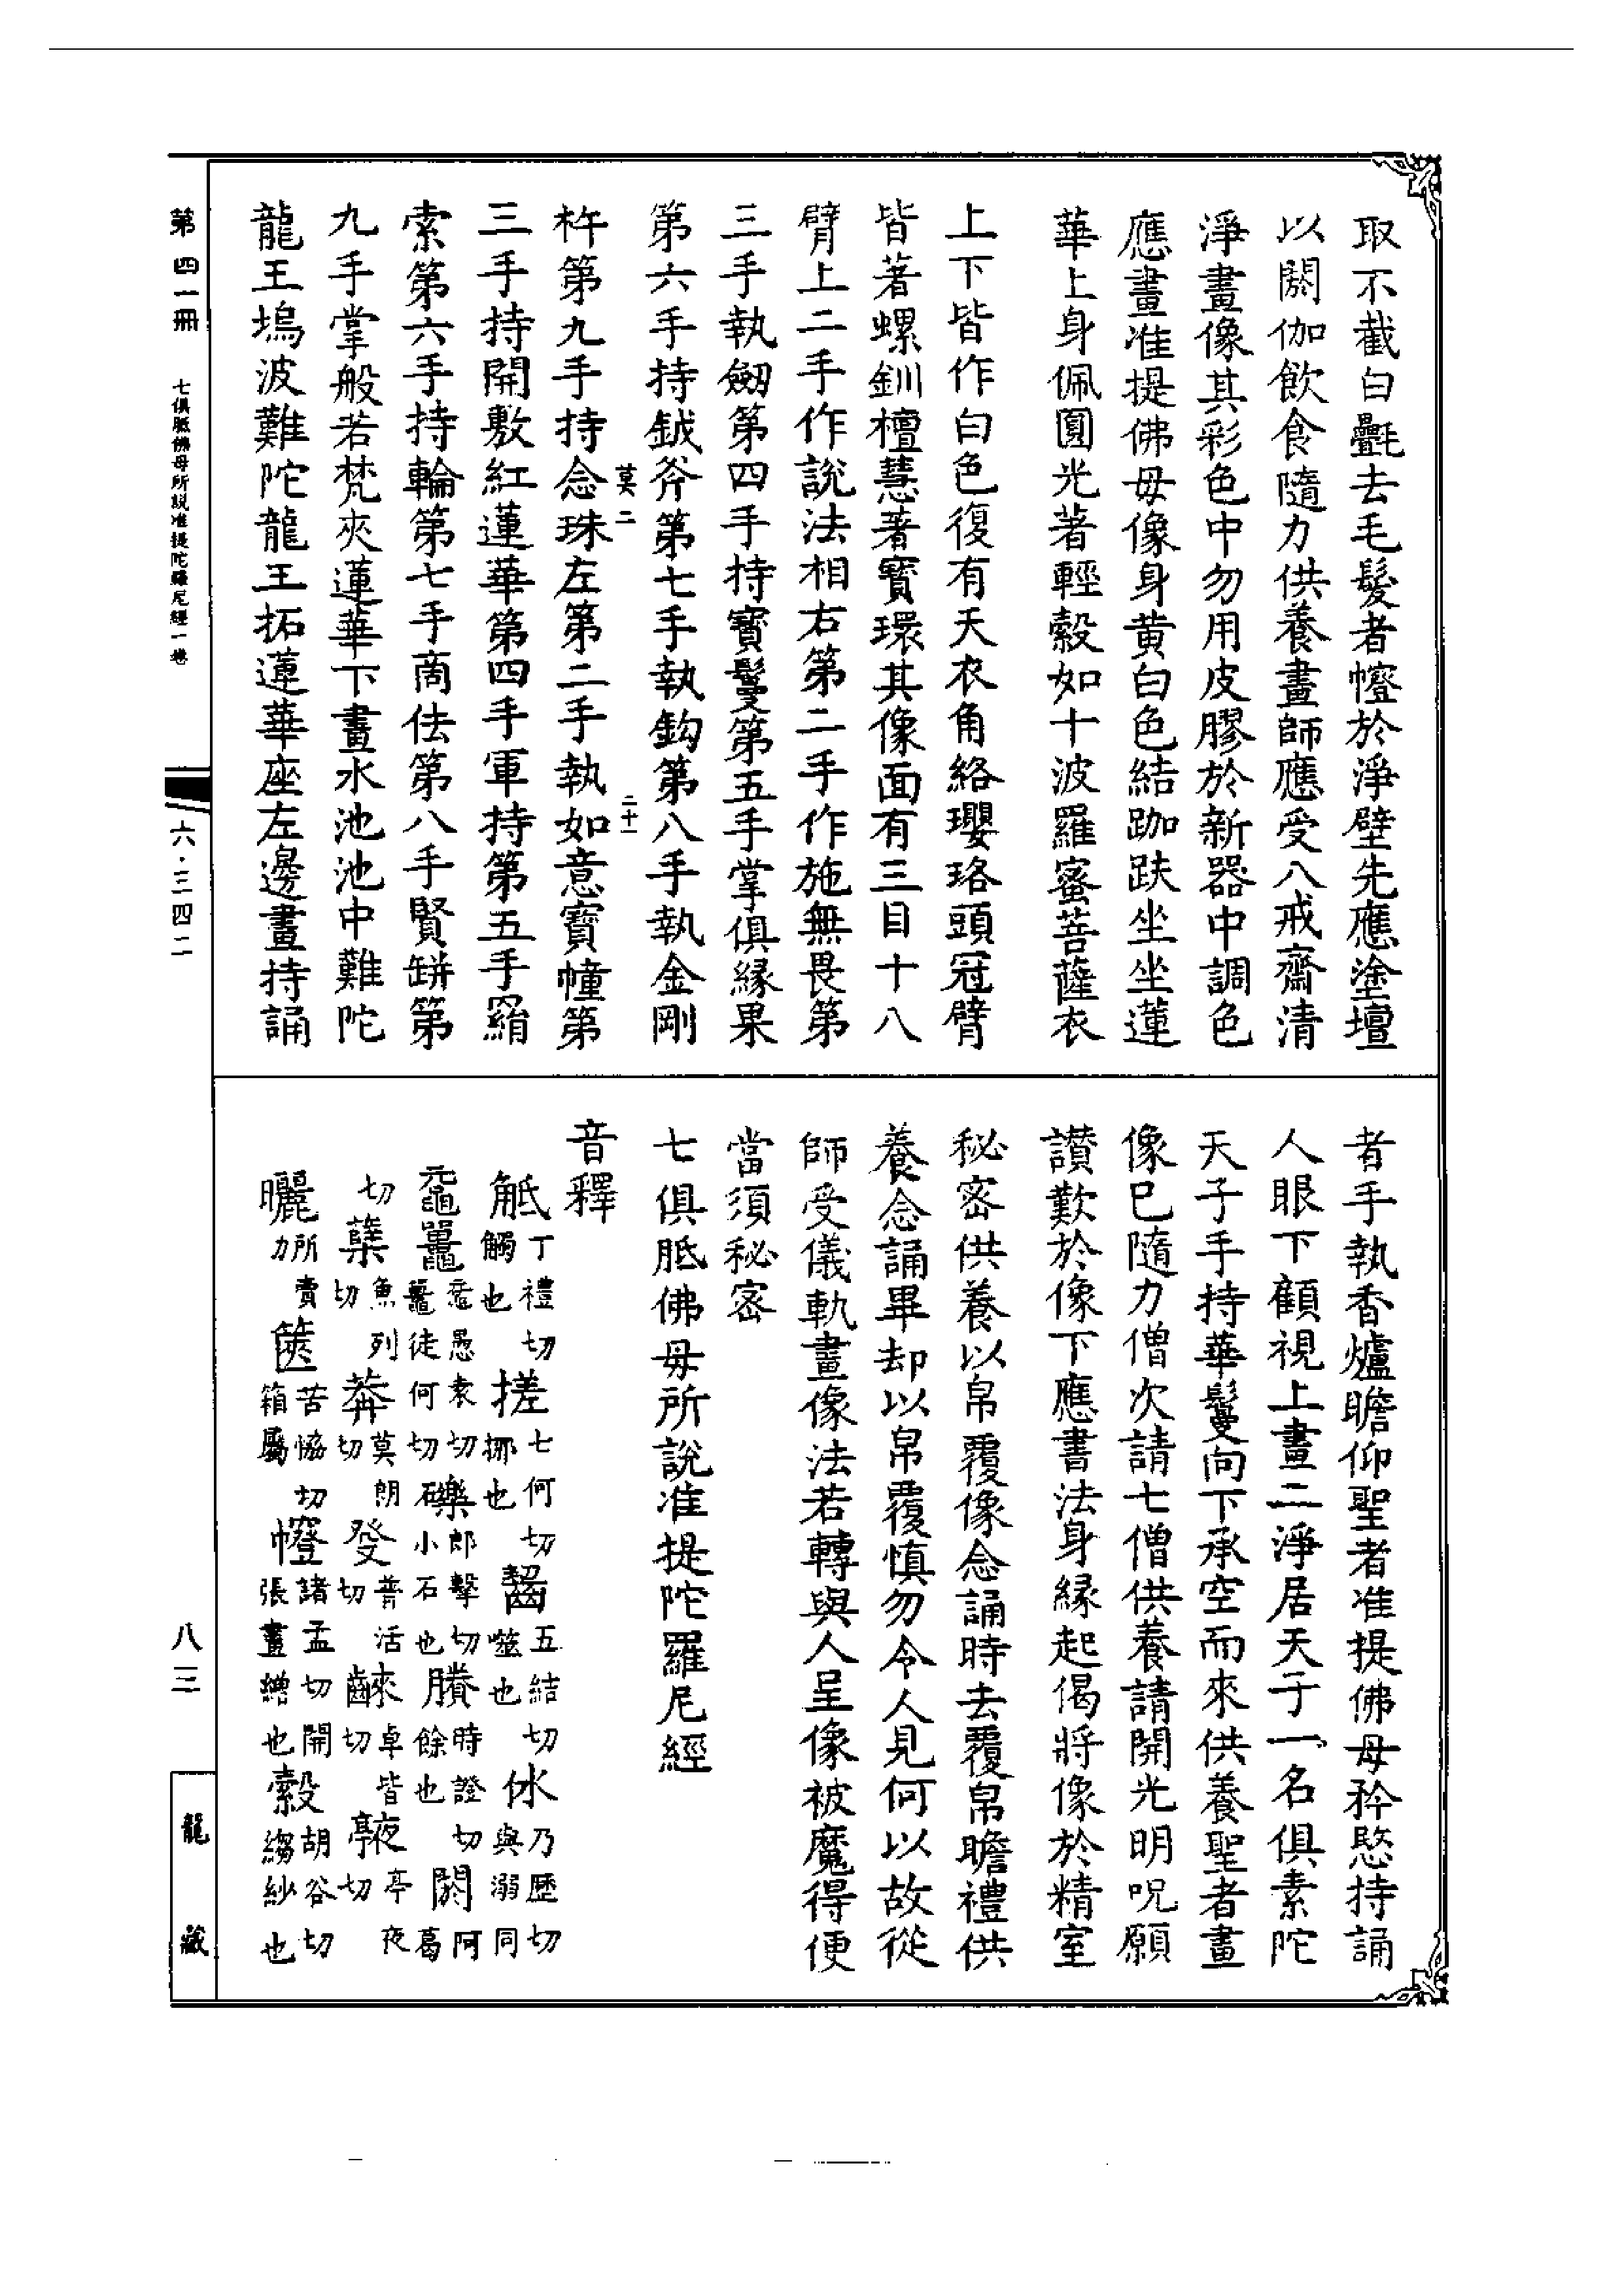 取不截白㲲去毛髮者㡧於淨壁先應塗壇
以閼伽飲食隨力供養畫師應受八戒齋清
淨畫像其彩色中勿用皮膠於新器中調色
應畫准提佛母像身黃白色結跏趺坐坐蓮
華上身佩圓光著輕縠如十波羅蜜菩薩衣
上下皆作白色復有天衣角絡瓔珞頭冠臂
皆著螺釧檀慧著寶環其像面有三目十八
臂上二手作說法相右第二手作施無畏第
三手執劒第四手持寶鬘第五手掌俱緣果
第六手持鉞斧第七手執鈎第八手執金剛
莫二
二十一
杵第九手持念珠左第二手執如意寶幢第
三手持開敷紅蓮華第四手軍持第五手羂
索第六手持輪第七手商佉第八手賢缾第
九手掌般若梵夾蓮華下畫水池池中難陀
龍王塢波難陀龍王拓蓮華座左邊畫持誦
者手執香爐瞻仰聖者准提佛母矜愍持誦
人眼下顧視上畫二淨居天子一名俱素陀
天子手持華鬘向下承空而來供養聖者畫
像已隨力僧次請七僧供養請開光明呪願
讚歎於像下應書法身緣起偈將像於精室
秘密供養以帛覆像念誦時去覆帛瞻禮供
養念誦畢却以帛覆慎勿令人見何以故從
師受儀軌畫像法若轉與人呈像被魔得便
當須秘密
七俱胝佛母所說准提陀羅尼經
音釋
觝丁禮切觸也搓七何切挪也齧五結切噬也㲻乃歷切與溺同
黿鼉黿愚袁切鼉徒何切礫郎擊切小石也賸時證切餘也閼阿葛
切蘖魚列切莽莫朗切癹普活切䶡卓皆切𩐨亭夜切
曬所賣力篋苦協切箱屬㡧諸孟切開張畫繒也縠胡谷切縐紗也
第四一冊
七俱胝佛母所說准提陀羅尼經一卷
六·三四二
八三
龍藏